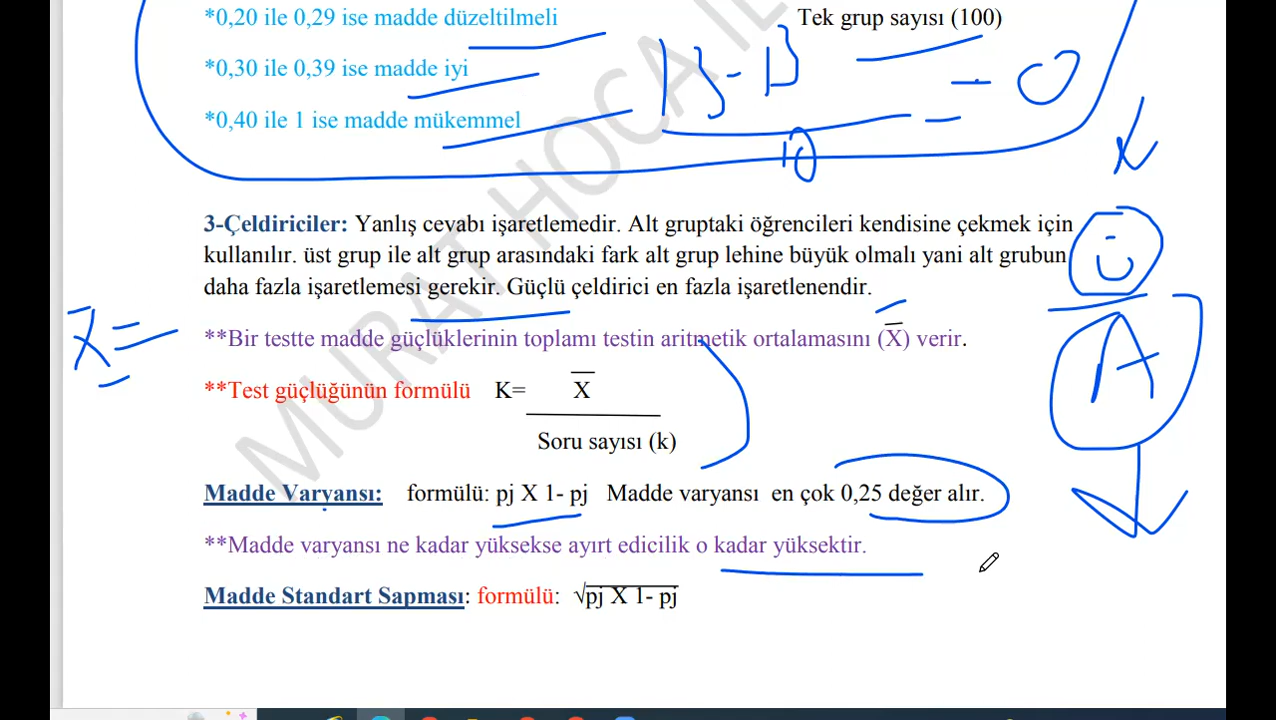 *0,20 ile 0,29 ise madde düzeltilmeli Tek grup sayısı (100)
*0,30 ile 0,39 ise madde iyi
*0,40 ile 1 ise madde mükemmel
10
3-Çeldiriciler: Yanlış cevabı işaretlemedir. Alt gruptaki öğrencileri kendisine çekmek için
kullanılır. üst grup ile alt grup arasındaki fark alt grup lehine büyük olmalı yani alt grubun
daha fazla işaretlemesi gerekir. Güçlü çeldirici en fazla işaretlenendir.
Ü
A
X̄ =
**Bir testte madde güçlüklerinin toplamı testin aritmetik ortalamasını (X̄) verir.
**Test güçlüğünün formülü K= X̄
Soru sayısı (k)
Madde Varyansı: formülü: pj X 1- pj Madde varyansı en çok 0,25 değer alır.
**Madde varyansı ne kadar yüksekse ayırt edicilik o kadar yüksektir.
Madde Standart Sapması: formülü: √pj X 1- pj
MURAT HOCA